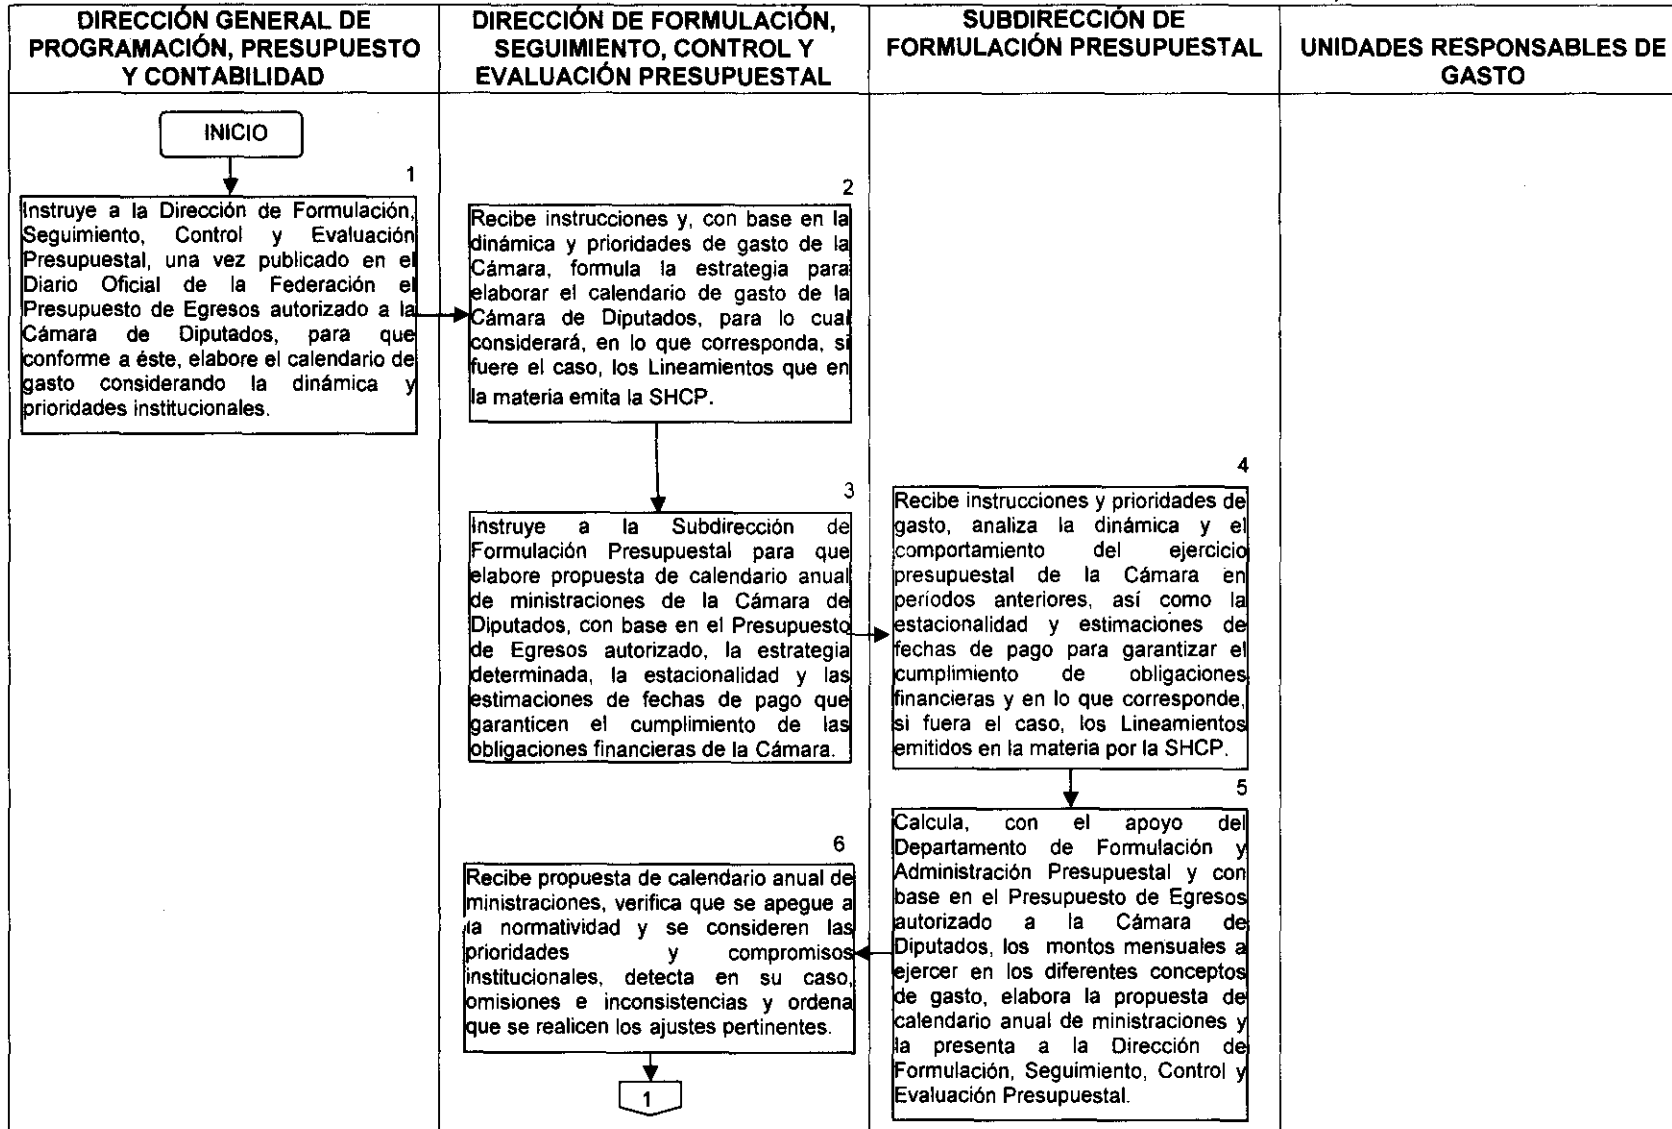 DIRECCIÓN GENERAL DE
PROGRAMACIÓN, PRESUPUESTO
Y CONTABILIDAD
DIRECCIÓN DE FORMULACIÓN,
SEGUIMIENTO, CONTROL Y
EVALUACIÓN PRESUPUESTAL
SUBDIRECCIÓN DE
FORMULACIÓN PRESUPUESTAL
UNIDADES RESPONSABLES DE
GASTO
INICIO
1
Instruye a la Dirección de Formulación,
Seguimiento, Control y Evaluación
Presupuestal, una vez publicado en el
Diario Oficial de la Federación el
Presupuesto de Egresos autorizado a la
Cámara de Diputados, para que
conforme a éste, elabore el calendario de
gasto considerando la dinámica y
prioridades institucionales.
2
Recibe instrucciones y, con base en la
dinámica y prioridades de gasto de la
Cámara, formula la estrategia para
elaborar el calendario de gasto de la
Cámara de Diputados, para lo cual
considerará, en lo que corresponda, si
fuere el caso, los Lineamientos que en
la materia emita la SHCP.
3
Instruye a la Subdirección de
Formulación Presupuestal para que
elabore propuesta de calendario anual
de ministraciones de la Cámara de
Diputados, con base en el Presupuesto
de Egresos autorizado, la estrategia
determinada, la estacionalidad y las
estimaciones de fechas de pago que
garanticen el cumplimiento de las
obligaciones financieras de la Cámara.
4
Recibe instrucciones y prioridades de
gasto, analiza la dinámica y el
comportamiento del ejercicio
presupuestal de la Cámara en
períodos anteriores, así como la
estacionalidad y estimaciones de
fechas de pago para garantizar el
cumplimiento de obligaciones
financieras y en lo que corresponde,
si fuera el caso, los Lineamientos
emitidos en la materia por la SHCP.
5
Calcula, con el apoyo del
Departamento de Formulación y
Administración Presupuestal y con
base en el Presupuesto de Egresos
autorizado a la Cámara de
Diputados, los montos mensuales a
ejercer en los diferentes conceptos
de gasto, elabora la propuesta de
calendario anual de ministraciones y
la presenta a la Dirección de
Formulación, Seguimiento, Control y
Evaluación Presupuestal.
6
Recibe propuesta de calendario anual de
ministraciones, verifica que se apegue a
la normatividad y se consideren las
prioridades y compromisos
institucionales, detecta en su caso,
omisiones e inconsistencias y ordena
que se realicen los ajustes pertinentes.
1